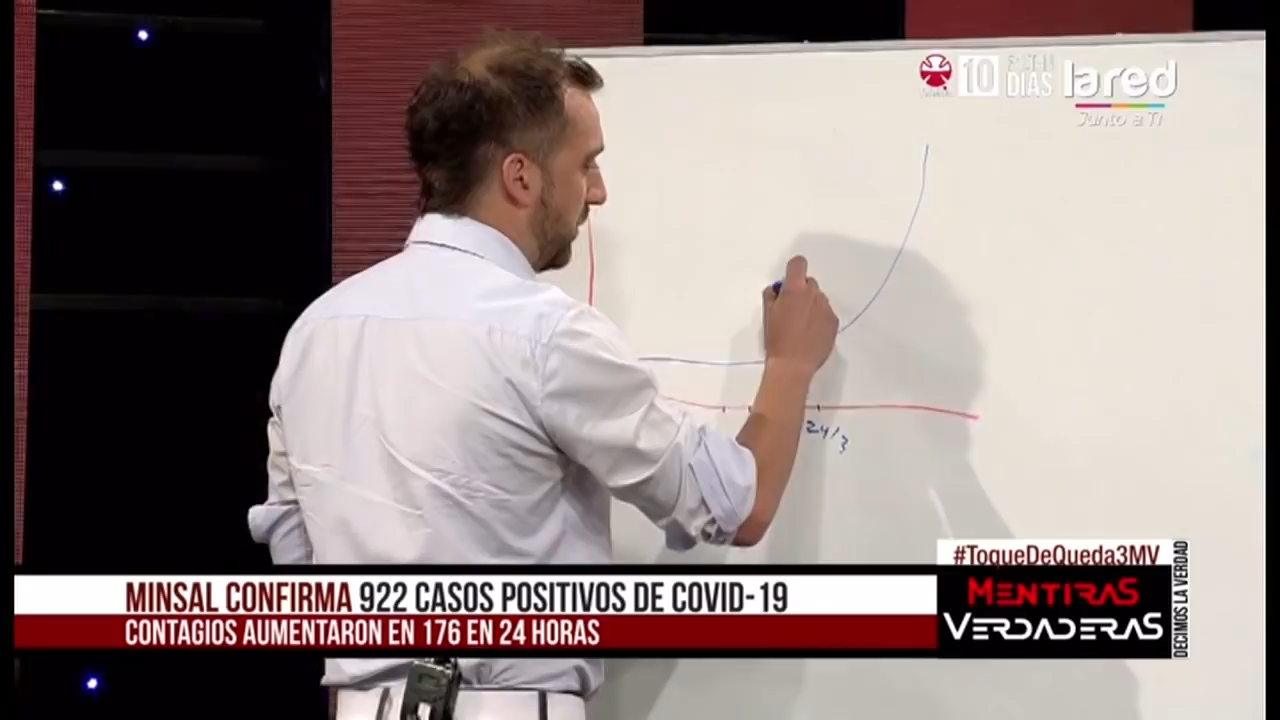 10
DÍAS
lared
Junto a Ti
24/3
#ToqueDeQueda3MV
MENTIRAS
VERDADERAS
DECIMOS LA VERDAD
MINSAL CONFIRMA 922 CASOS POSITIVOS DE COVID-19
CONTAGIOS AUMENTARON EN 176 EN 24 HORAS